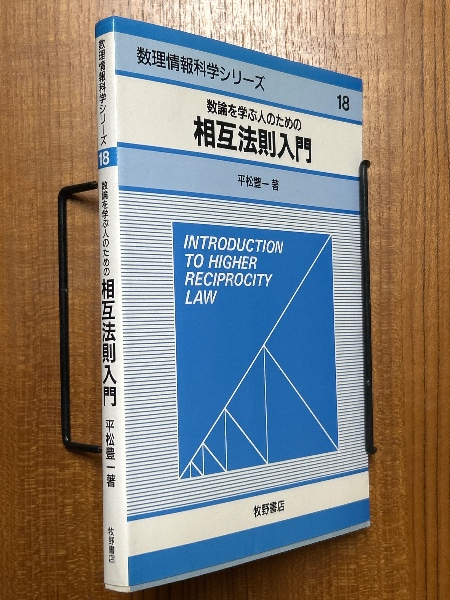 数理情報科学シリーズ
18
数論を学ぶ人のための
相互法則入門
平松豊一 著
INTRODUCTION
TO HIGHER
RECIPROCITY
LAW
牧野書店
数理情報科学シリーズ
18
数論を学ぶ人のための
相互法則入門
平松豊一 著
牧野書店